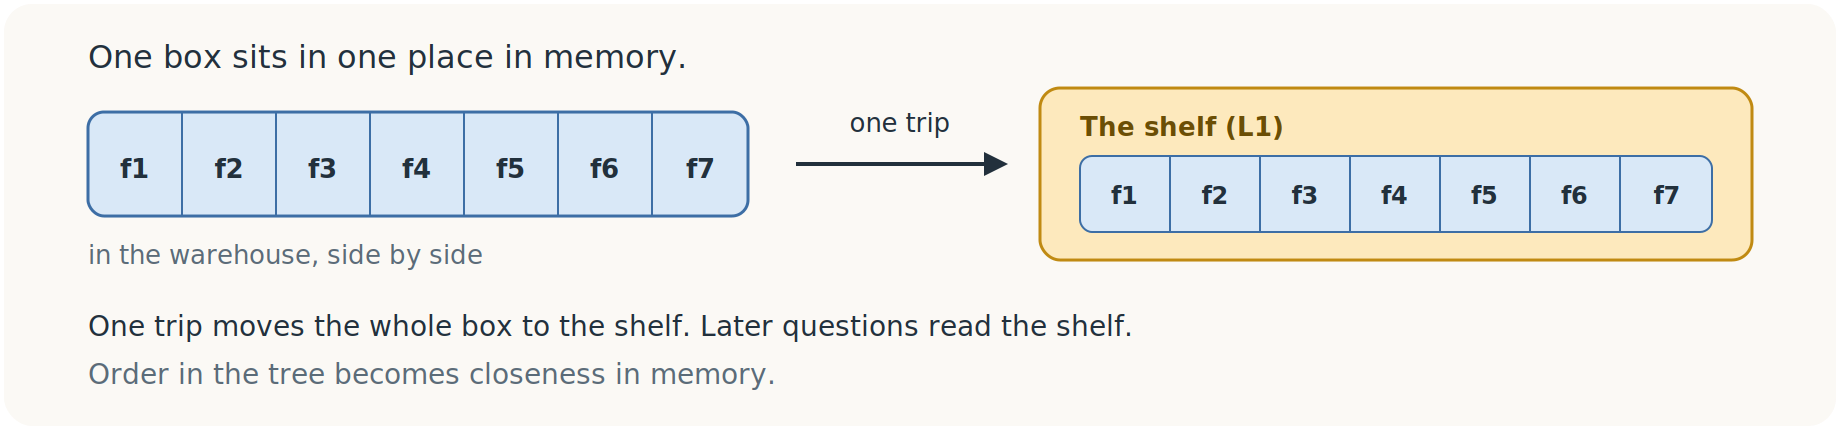 One box sits in one place in memory.
f1 f2 f3 f4 f5 f6 f7
in the warehouse, side by side
one trip
The shelf (L1)
f1 f2 f3 f4 f5 f6 f7
One trip moves the whole box to the shelf. Later questions read the shelf.
Order in the tree becomes closeness in memory.